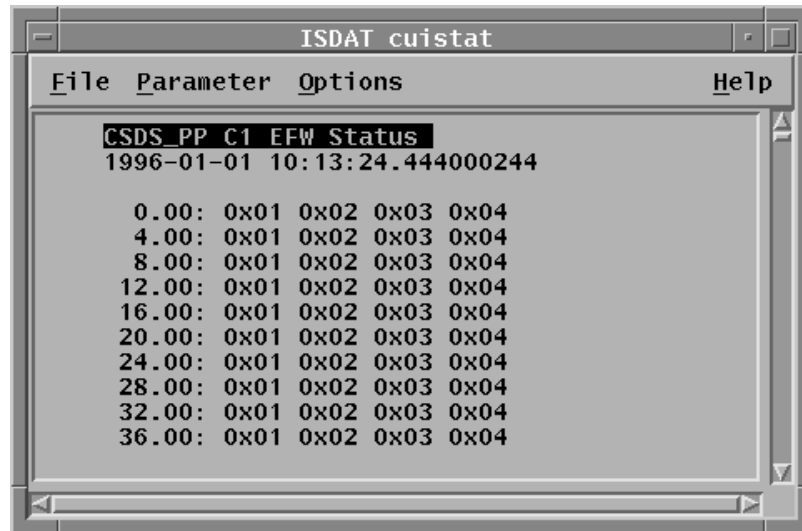 ISDAT cuistat
File Parameter Options Help
CSDS_PP C1 EFW Status
1996-01-01 10:13:24.444000244
0.00: 0x01 0x02 0x03 0x04
4.00: 0x01 0x02 0x03 0x04
8.00: 0x01 0x02 0x03 0x04
12.00: 0x01 0x02 0x03 0x04
16.00: 0x01 0x02 0x03 0x04
20.00: 0x01 0x02 0x03 0x04
24.00: 0x01 0x02 0x03 0x04
28.00: 0x01 0x02 0x03 0x04
32.00: 0x01 0x02 0x03 0x04
36.00: 0x01 0x02 0x03 0x04